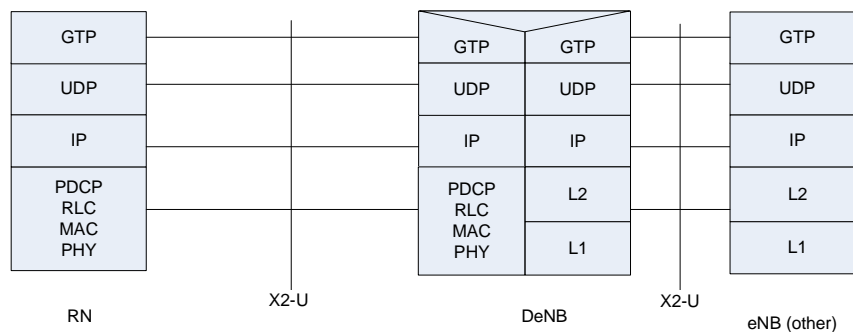 GTP
UDP
IP
PDCP
RLC
MAC
PHY
RN
X2-U
GTP GTP
UDP UDP
IP IP
PDCP
RLC
MAC
PHY
L2
L1
DeNB
X2-U
GTP
UDP
IP
L2
L1
eNB (other)